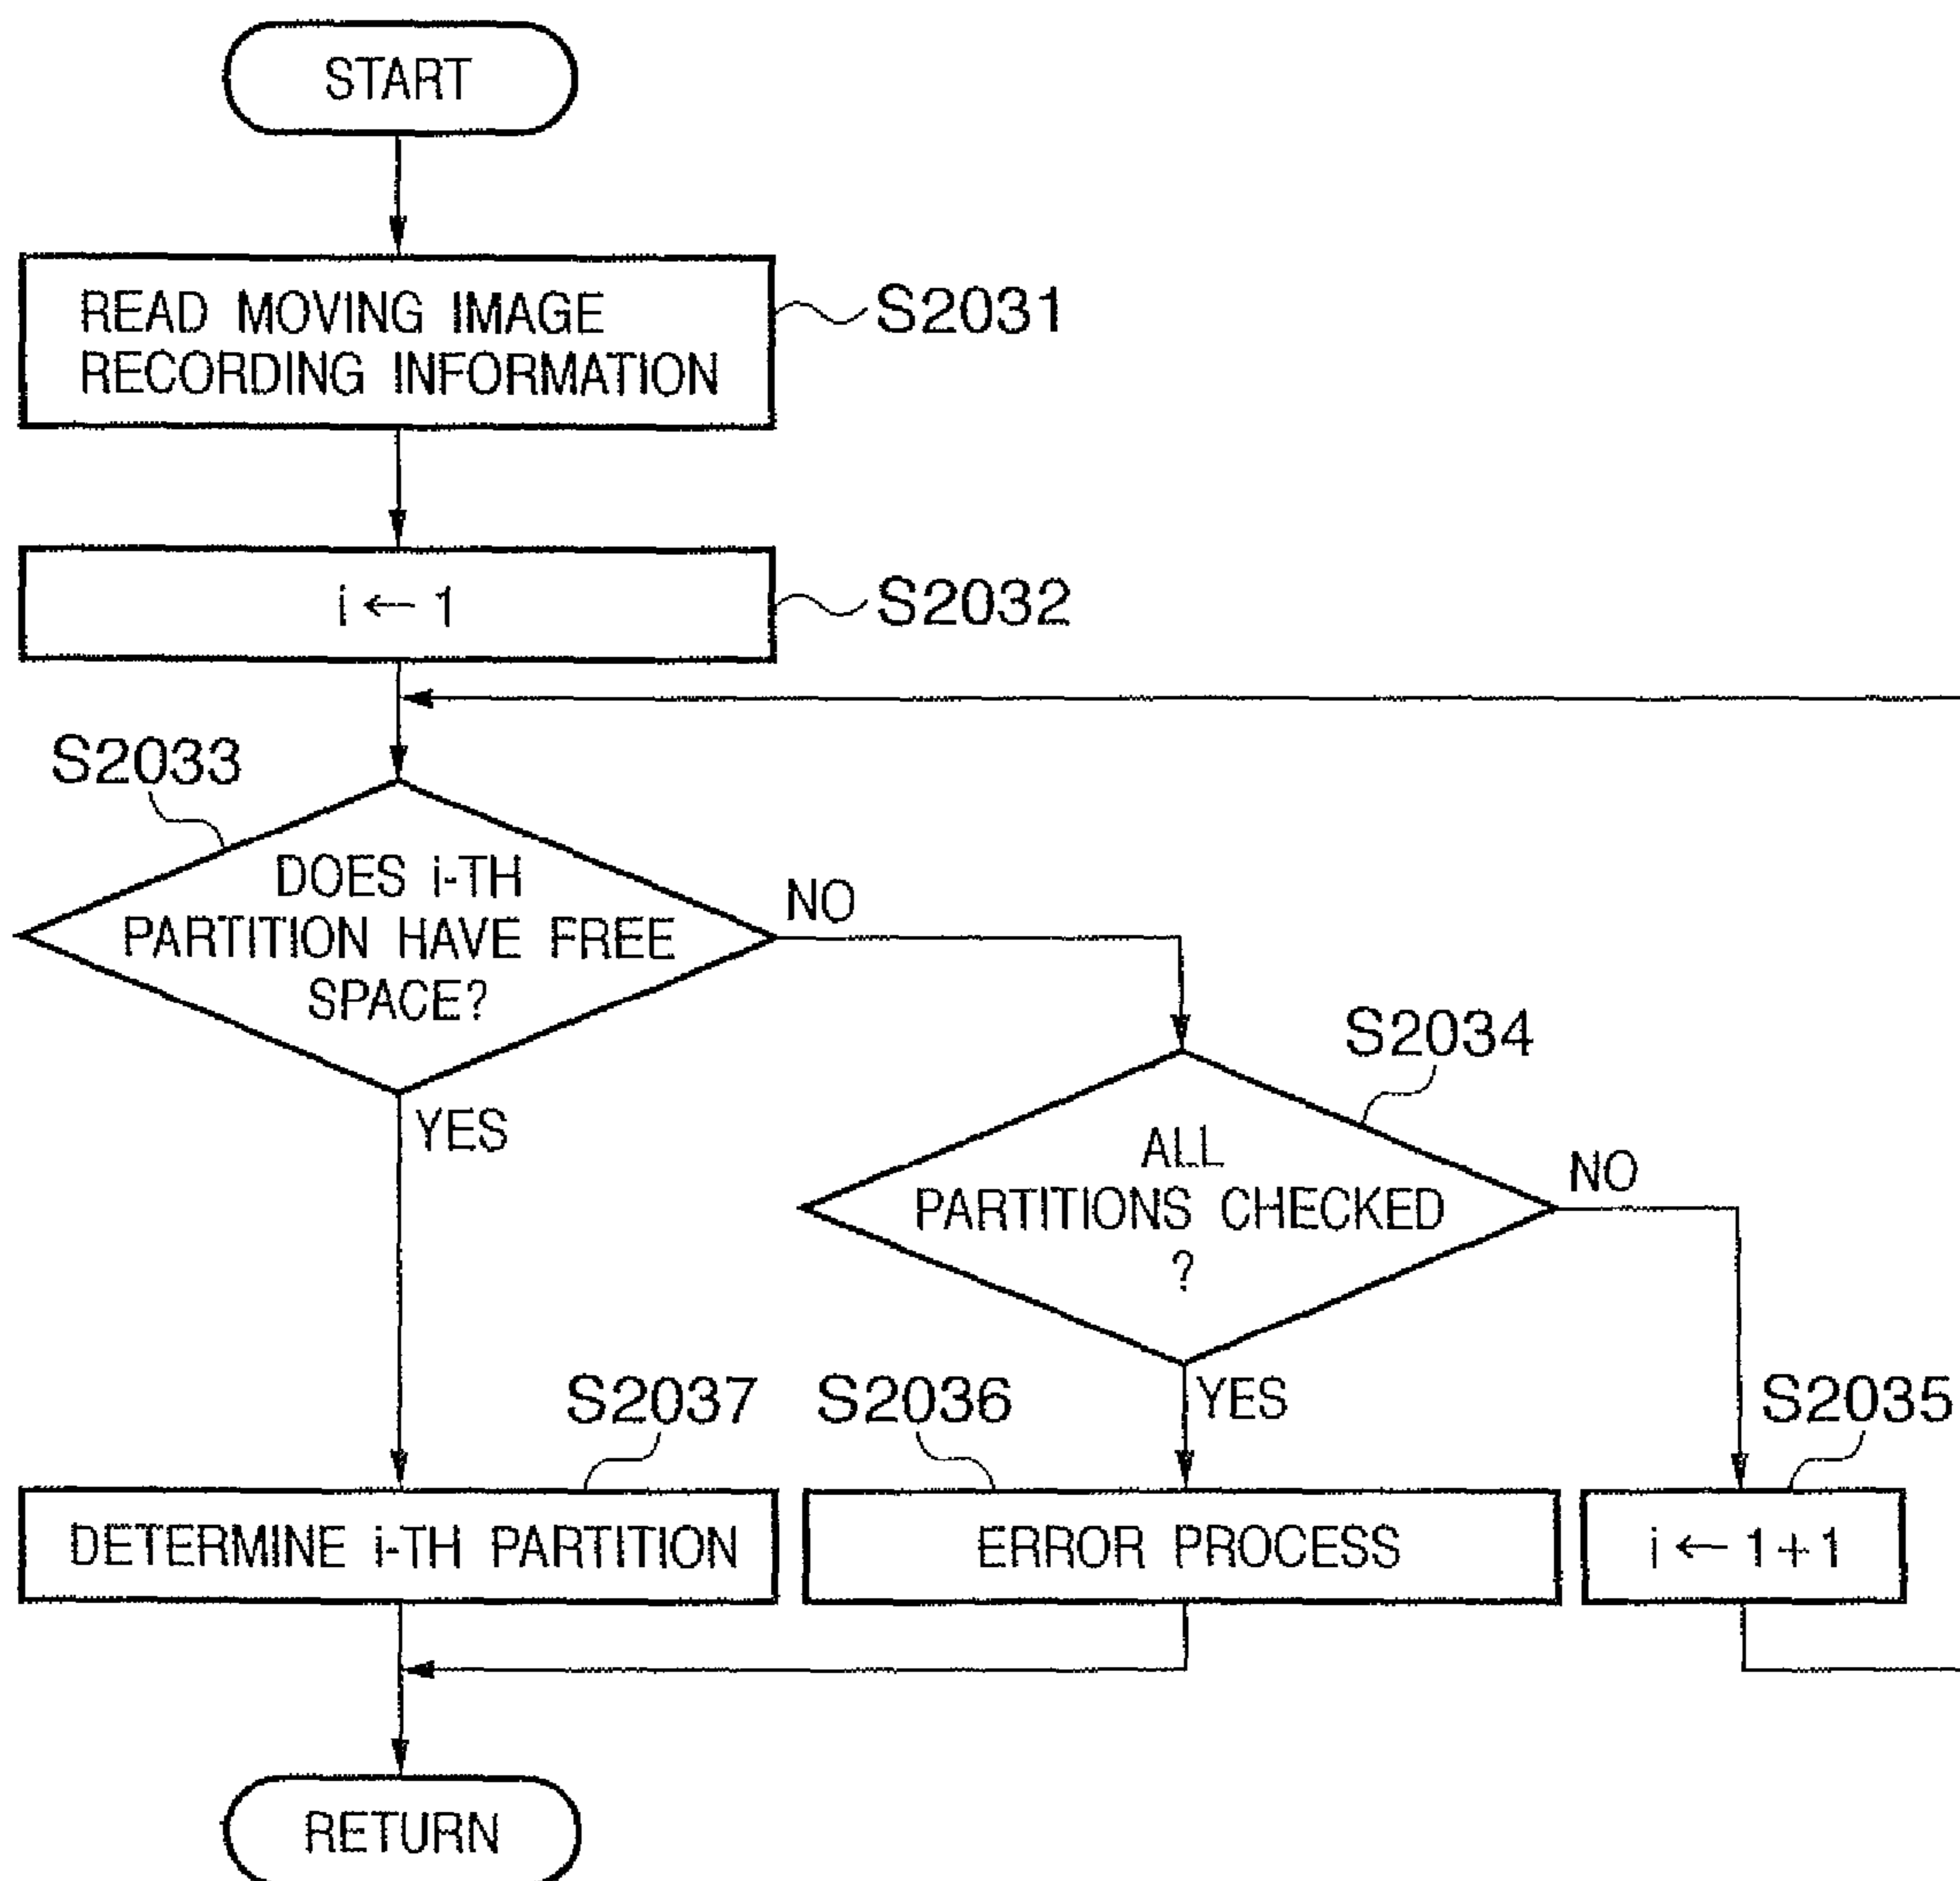 START
READ MOVING IMAGE
RECORDING INFORMATION
S2031
i ← 1
S2032
S2033
DOES i-TH
PARTITION HAVE FREE
SPACE?
NO
YES
S2034
ALL
PARTITIONS CHECKED
?
NO
YES
S2037
DETERMINE i-TH PARTITION
S2036
ERROR PROCESS
S2035
i ← 1+1
RETURN